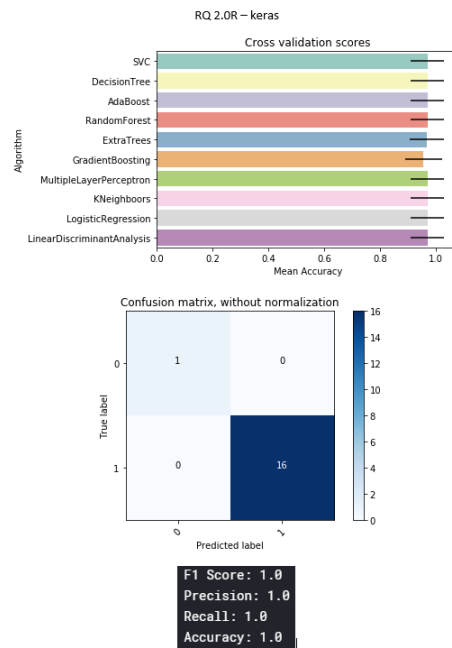 RQ 2.0R – keras
Cross validation scores
Algorithm
SVC
DecisionTree
AdaBoost
RandomForest
ExtraTrees
GradientBoosting
MultipleLayerPerceptron
KNeighboors
LogisticRegression
LinearDiscriminantAnalysis
0.0 0.2 0.4 0.6 0.8 1.0
Mean Accuracy
Confusion matrix, without normalization
True label
0 1 0
1 0 16
0 1
Predicted label
16
14
12
10
8
6
4
2
0
F1 Score: 1.0
Precision: 1.0
Recall: 1.0
Accuracy: 1.0